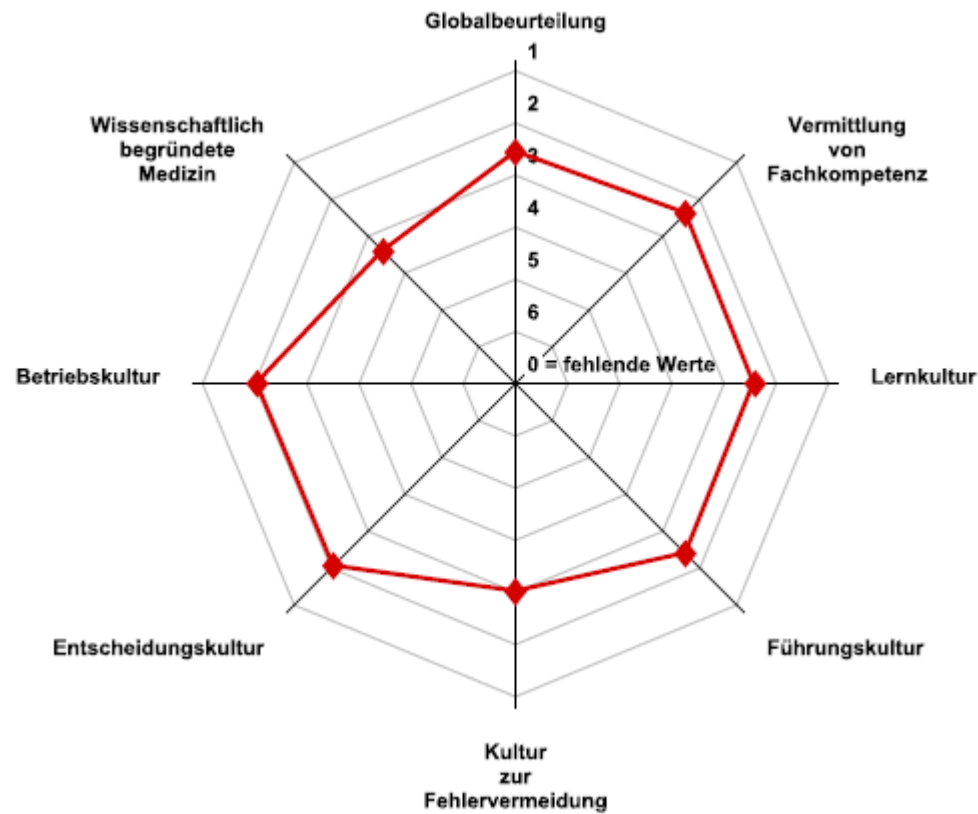 Globalbeurteilung
1
2
3
4
5
6
0 = fehlende Werte
Vermittlung
von
Fachkompetenz
Lernkultur
Führungskultur
Kultur
zur
Fehlervermeidung
Entscheidungskultur
Betriebskultur
Wissenschaftlich
begründete
Medizin